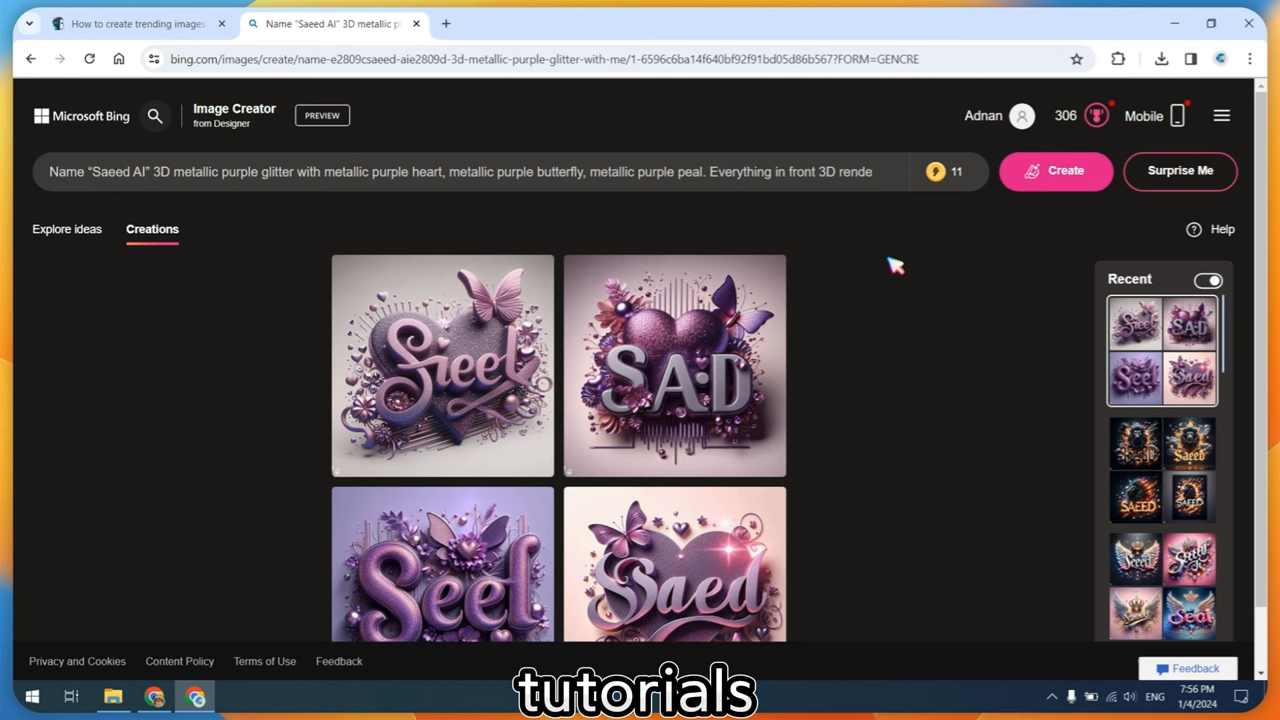 How to create trending images
Name “Saeed AI” 3D metallic pu
bing.com/images/create/name-e2809csaeed-aie2809d-3d-metallic-purple-glitter-with-me/1-6596c6ba14f640bf92f91bd05d86b567?FORM=GENCRE
Microsoft Bing
Image Creator
from Designer
PREVIEW
Adnan
306
Mobile
Name “Saeed AI” 3D metallic purple glitter with metallic purple heart, metallic purple butterfly, metallic purple peal. Everything in front 3D rende
11
Create
Surprise Me
Explore ideas
Creations
Help
Recent
Sieel
SA·D
Seel
Saed
Saeed
SAEED
SAEED
Privacy and Cookies
Content Policy
Terms of Use
Feedback
Feedback
tutorials
ENG
7:56 PM
1/4/2024